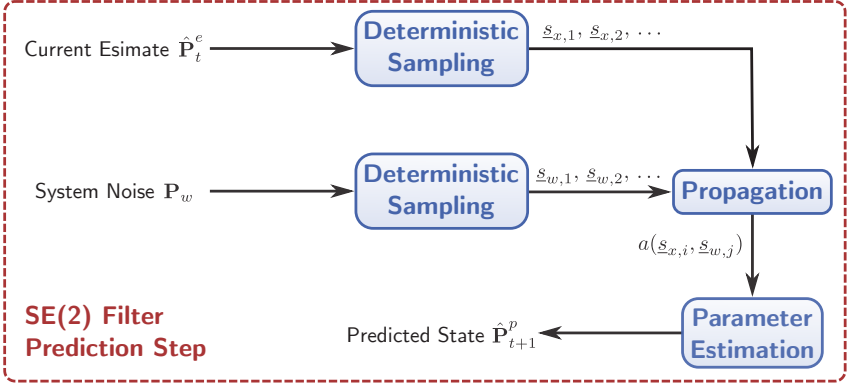 Current Esimate P̂ₜᵉ
Deterministic
Sampling
s̲ₓ,₁, s̲ₓ,₂, …
System Noise P_w
Deterministic
Sampling
s̲_w,1, s̲_w,2, …
Propagation
a(s̲_x,i, s̲_w,j)
SE(2) Filter
Prediction Step
Predicted State P̂ᵖₜ₊₁
Parameter
Estimation